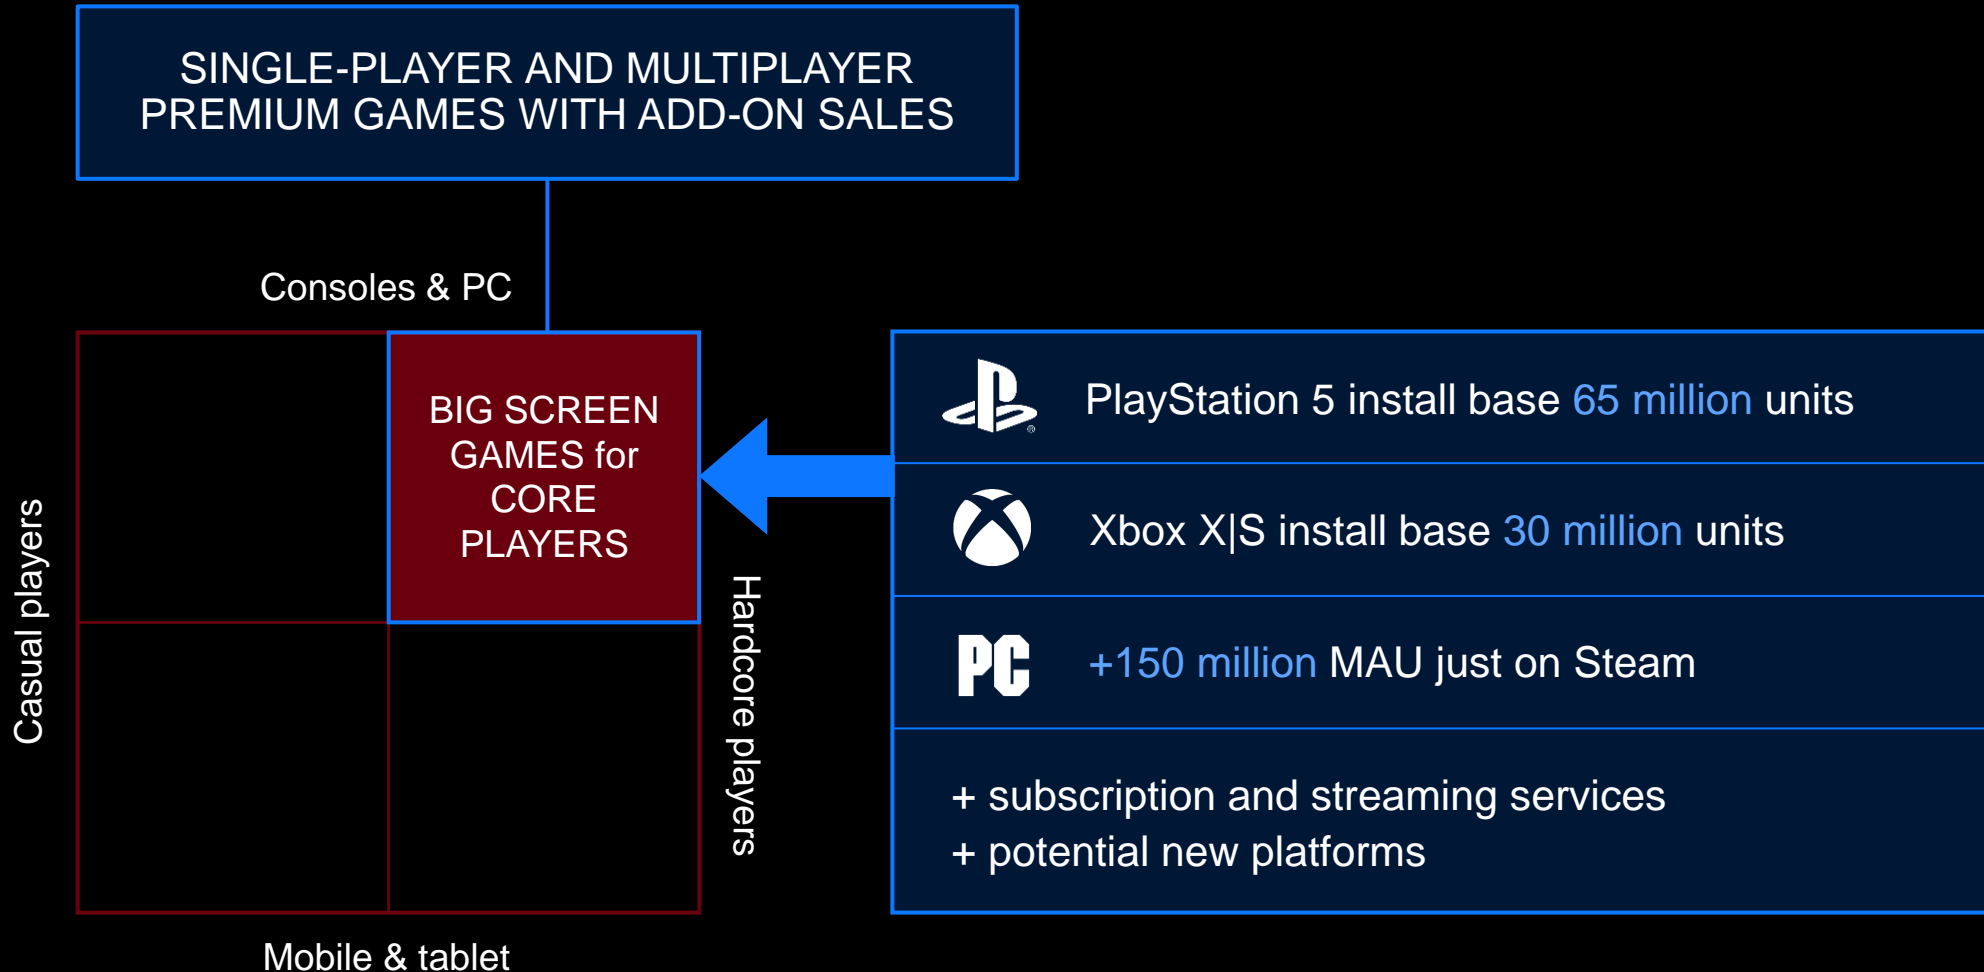 SINGLE-PLAYER AND MULTIPLAYER
PREMIUM GAMES WITH ADD-ON SALES
Consoles & PC
Casual players
BIG SCREEN
GAMES for
CORE
PLAYERS
Hardcore players
Mobile & tablet
PlayStation 5 install base 65 million units
Xbox X|S install base 30 million units
PC +150 million MAU just on Steam
+ subscription and streaming services
+ potential new platforms